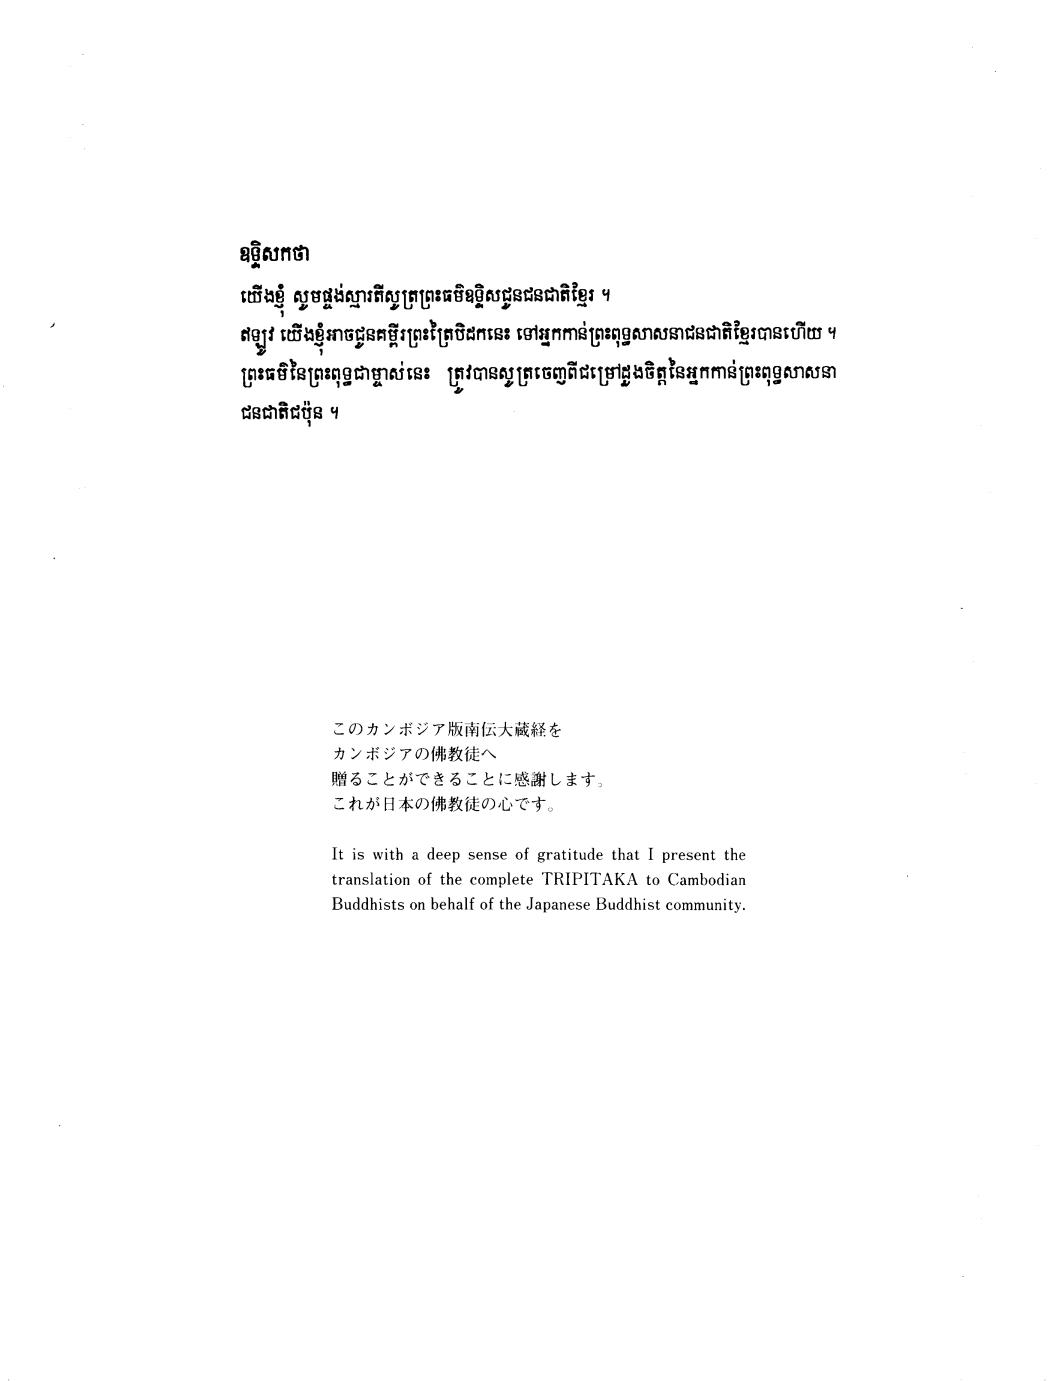 ឧទ្ទិសកថា
យើងខ្ញុំ សូមផ្ចង់ស្មារតីសូត្រព្រះធម៌ឧទ្ទិសជូនជនជាតិខ្មែរ ។
ឥឡូវ យើងខ្ញុំអាចជូនគម្ពីរព្រះត្រៃបិដកនេះ ទៅអ្នកកាន់ព្រះពុទ្ធសាសនាជនជាតិខ្មែរបានហើយ ។
ព្រះធម៌នៃព្រះពុទ្ធជាម្ចាស់នេះ ត្រូវបានសូត្រចេញពីជម្រៅដួងចិត្តនៃអ្នកកាន់ព្រះពុទ្ធសាសនា
ជនជាតិជប៉ុន ។
このカンボジア版南伝大蔵経を
カンボジアの佛教徒へ
贈ることができることに感謝します。
これが日本の佛教徒の心です。
It is with a deep sense of gratitude that I present the
translation of the complete TRIPITAKA to Cambodian
Buddhists on behalf of the Japanese Buddhist community.